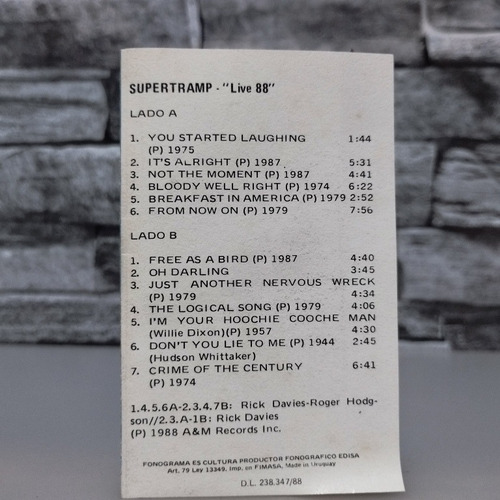 SUPERTRAMP - "Live 88"
LADO A
1. YOU STARTED LAUGHING 1:44
(P) 1975
2. IT'S ALRIGHT (P) 1987 5:31
3. NOT THE MOMENT (P) 1987 4:41
4. BLOODY WELL RIGHT (P) 1974 6:22
5. BREAKFAST IN AMERICA (P) 1979 2:52
6. FROM NOW ON (P) 1979 7:56
LADO B
1. FREE AS A BIRD (P) 1987 4:40
2. OH DARLING 3:45
3. JUST ANOTHER NERVOUS WRECK
(P) 1979 4:34
4. THE LOGICAL SONG (P) 1979 4:06
5. I'M YOUR HOOCHIE COOCHE MAN
(Willie Dixon)(P) 1957 4:30
6. DON'T YOU LIE TO ME (P) 1944 2:45
(Hudson Whittaker)
7. CRIME OF THE CENTURY 6:41
(P) 1974
1.4.5.6A-2.3.4.7B: Rick Davies-Roger Hodg-
son//2.3.A-1B: Rick Davies
(P) 1988 A&M Records Inc.
FONOGRAMA ES CULTURA PRODUCTOR FONOGRAFICO EDISA
Art. 79 Ley 13349, Imp. en FIMASA, Made in Uruguay
D.L. 238.347/88